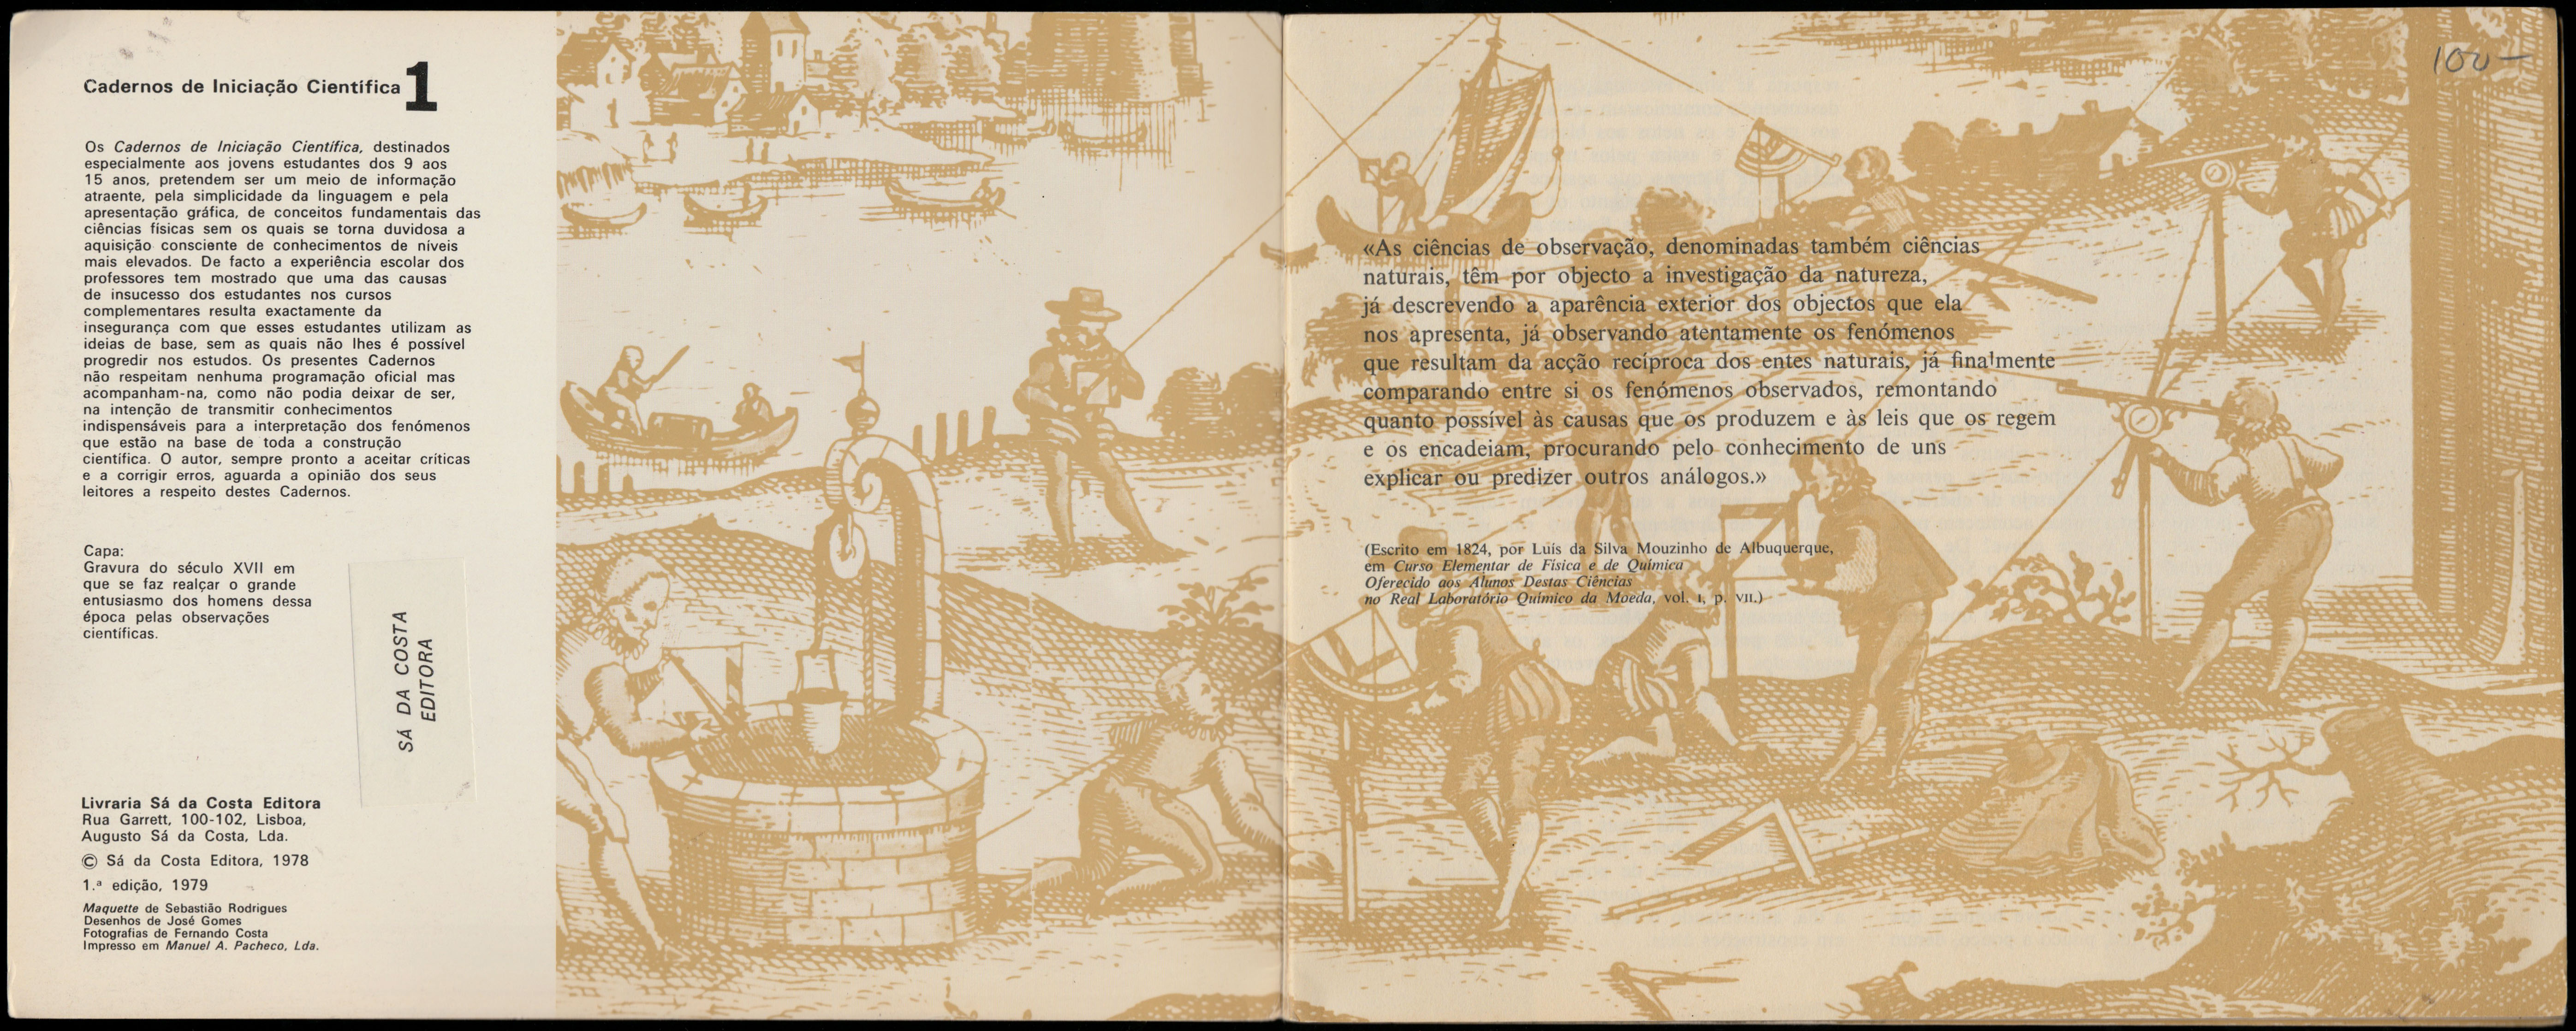 Cadernos de Iniciação Científica 1
Os Cadernos de Iniciação Científica, destinados
especialmente aos jovens estudantes dos 9 aos
15 anos, pretendem ser um meio de informação
atraente, pela simplicidade da linguagem e pela
apresentação gráfica, de conceitos fundamentais das
ciências físicas sem os quais se torna duvidosa a
aquisição consciente de conhecimentos de níveis
mais elevados. De facto a experiência escolar dos
professores tem mostrado que uma das causas
de insucesso dos estudantes nos cursos
complementares resulta exactamente da
insegurança com que esses estudantes utilizam as
ideias de base, sem as quais não lhes é possível
progredir nos estudos. Os presentes Cadernos
não respeitam nenhuma programação oficial mas
acompanham-na, como não podia deixar de ser,
na intenção de transmitir conhecimentos
indispensáveis para a interpretação dos fenómenos
que estão na base de toda a construção
científica. O autor, sempre pronto a aceitar críticas
e a corrigir erros, aguarda a opinião dos seus
leitores a respeito destes Cadernos.
Capa:
Gravura do século XVII em
que se faz realçar o grande
entusiasmo dos homens dessa
época pelas observações
científicas.
SÁ DA COSTA
EDITORA
Livraria Sá da Costa Editora
Rua Garrett, 100-102, Lisboa,
Augusto Sá da Costa, Lda.
© Sá da Costa Editora, 1978
1.ª edição, 1979
Maquette de Sebastião Rodrigues
Desenhos de José Gomes
Fotografias de Fernando Costa
Impresso em Manuel A. Pacheco, Lda.
100—
«As ciências de observação, denominadas também ciências
naturais, têm por objecto a investigação da natureza,
já descrevendo a aparência exterior dos objectos que ela
nos apresenta, já observando atentamente os fenómenos
que resultam da acção recíproca dos entes naturais, já finalmente
comparando entre si os fenómenos observados, remontando
quanto possível às causas que os produzem e às leis que os regem
e os encadeiam, procurando pelo conhecimento de uns
explicar ou predizer outros análogos.»
(Escrito em 1824, por Luís da Silva Mouzinho de Albuquerque,
em Curso Elementar de Física e de Química
Oferecido aos Alunos Destas Ciências
no Real Laboratório Químico da Moeda, vol. I, p. VII.)